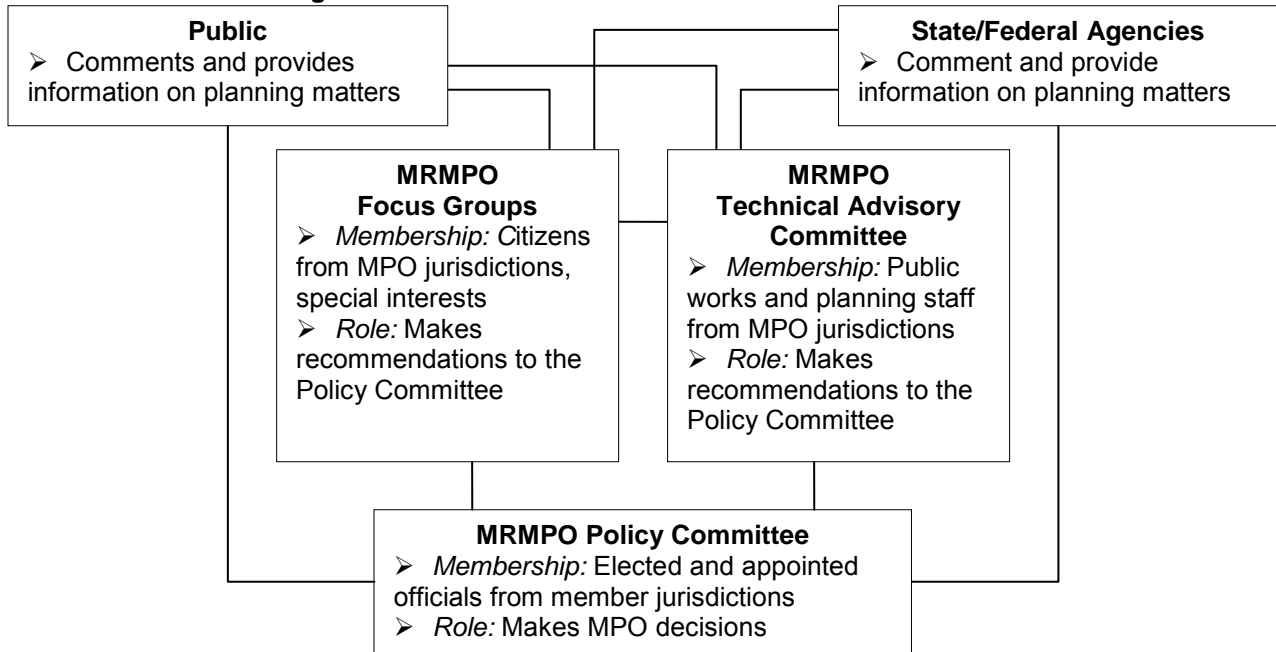 Public
➢ Comments and provides
information on planning matters
State/Federal Agencies
➢ Comment and provide
information on planning matters
MRMPO
Focus Groups
➢ Membership: Citizens
from MPO jurisdictions,
special interests
➢ Role: Makes
recommendations to the
Policy Committee
MRMPO
Technical Advisory
Committee
➢ Membership: Public
works and planning staff
from MPO jurisdictions
➢ Role: Makes
recommendations to the
Policy Committee
MRMPO Policy Committee
➢ Membership: Elected and appointed
officials from member jurisdictions
➢ Role: Makes MPO decisions